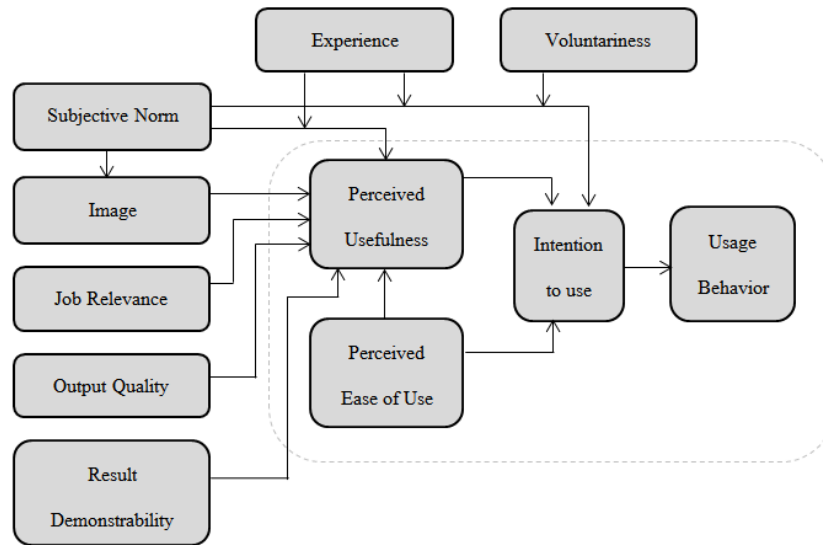 Experience
Voluntariness
Subjective Norm
Image
Perceived
Usefulness
Intention
to use
Usage
Behavior
Job Relevance
Perceived
Ease of Use
Output Quality
Result
Demonstrability